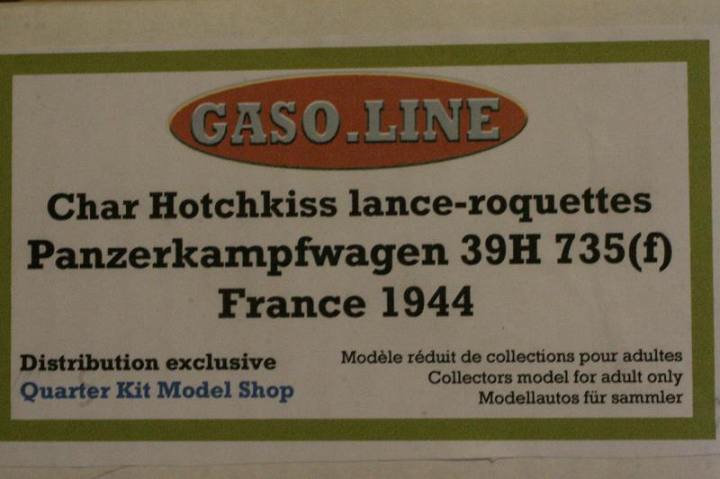 GASO.LINE
Char Hotchkiss lance-roquettes
Panzerkampfwagen 39H 735(f)
France 1944
Distribution exclusive
Quarter Kit Model Shop
Modèle réduit de collections pour adultes
Collectors model for adult only
Modellautos für sammler